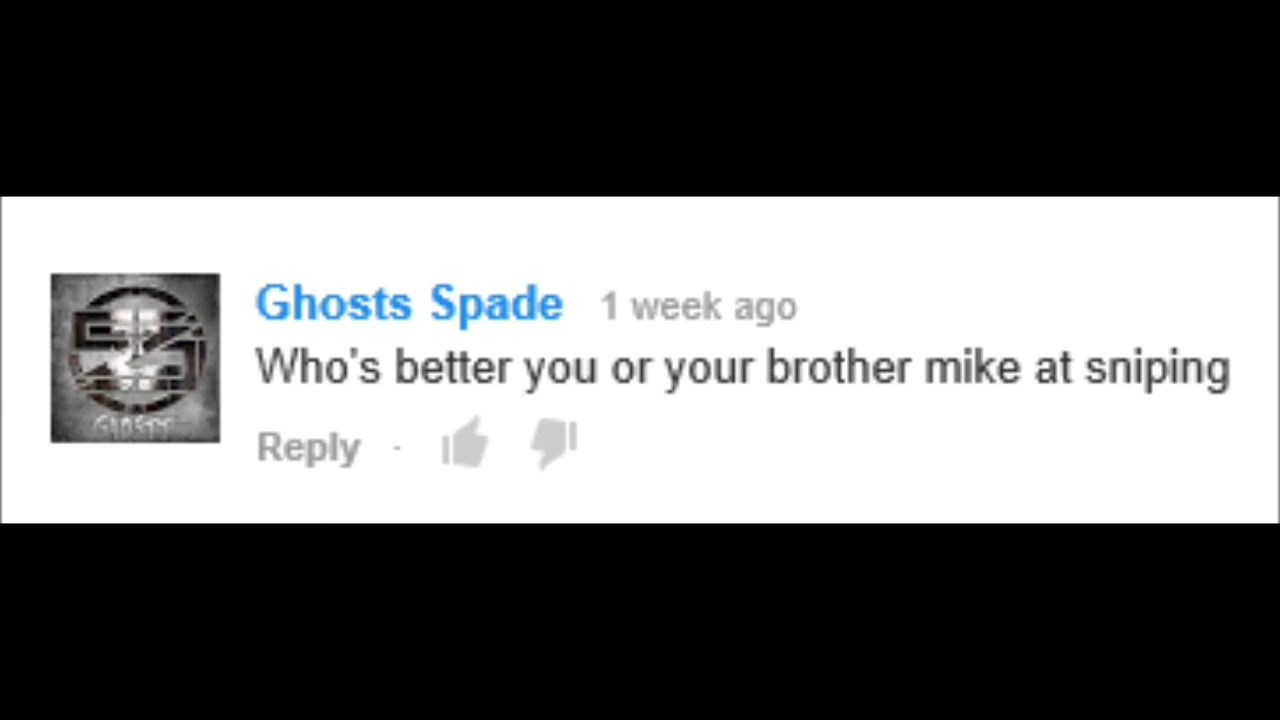 Ghosts Spade 1 week ago
Who's better you or your brother mike at sniping
Reply ·